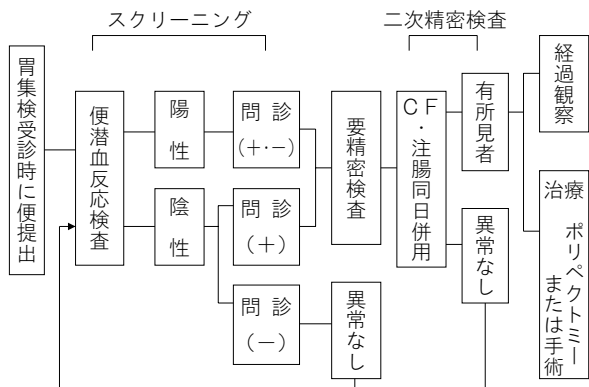 スクリーニング
二次精密検査
胃集検受診時に便提出
便潜血反応検査
陽性
陰性
問診
(+・−)
問診
(+)
問診
(−)
要精密検査
異常なし
CF・注腸同日併用
有所見者
異常なし
経過観察
治療
ポリペクトミー
または手術